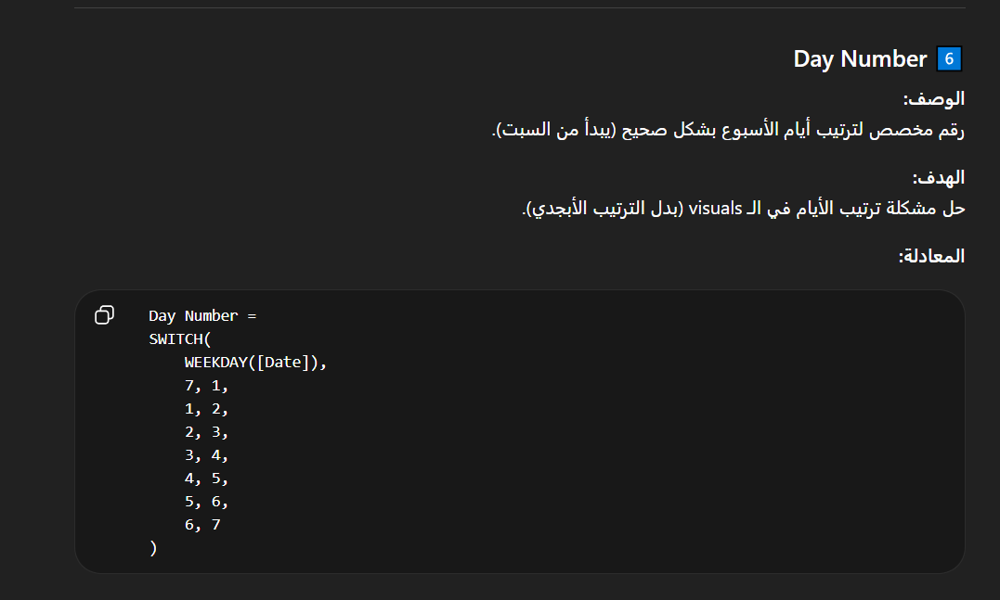 Day Number 6
الوصف:
رقم مخصص لترتيب أيام الأسبوع بشكل صحيح (يبدأ من السبت).
الهدف:
حل مشكلة ترتيب الأيام في الـ visuals (بدل الترتيب الأبجدي).
المعادلة:
Day Number =
SWITCH(
    WEEKDAY([Date]),
    7, 1,
    1, 2,
    2, 3,
    3, 4,
    4, 5,
    5, 6,
    6, 7
)